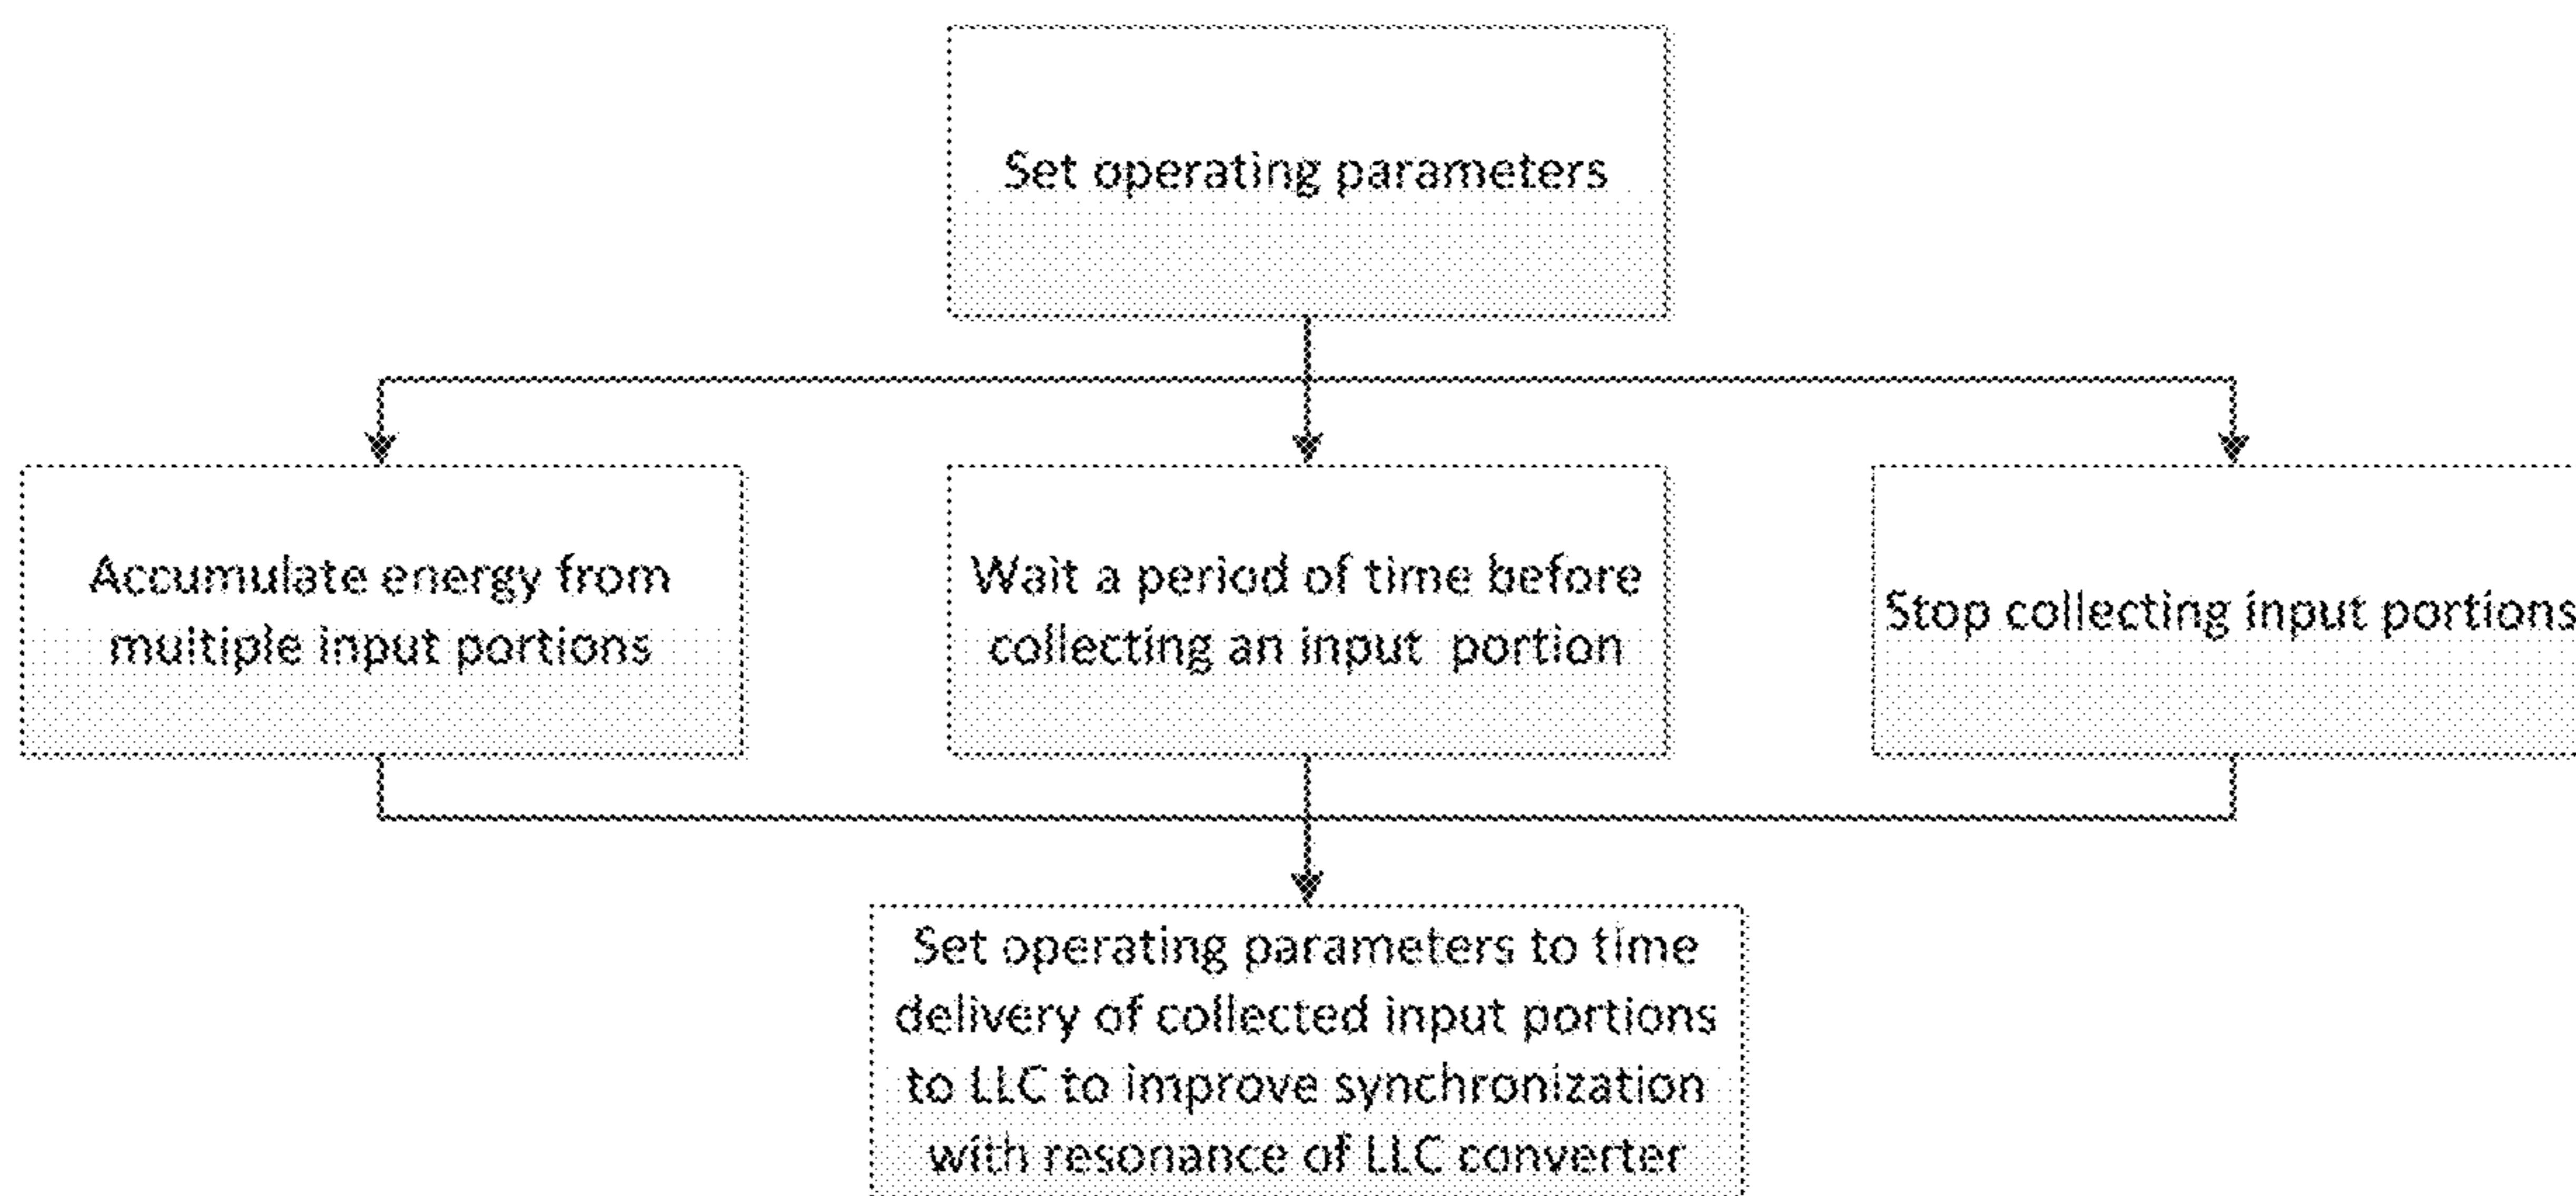 Set operating parameters
Accumulate energy from
multiple input portions
Wait a period of time before
collecting an input portion
Stop collecting input portions
Set operating parameters to time
delivery of collected input portions
to LLC to improve synchronization
with resonance of LLC converter